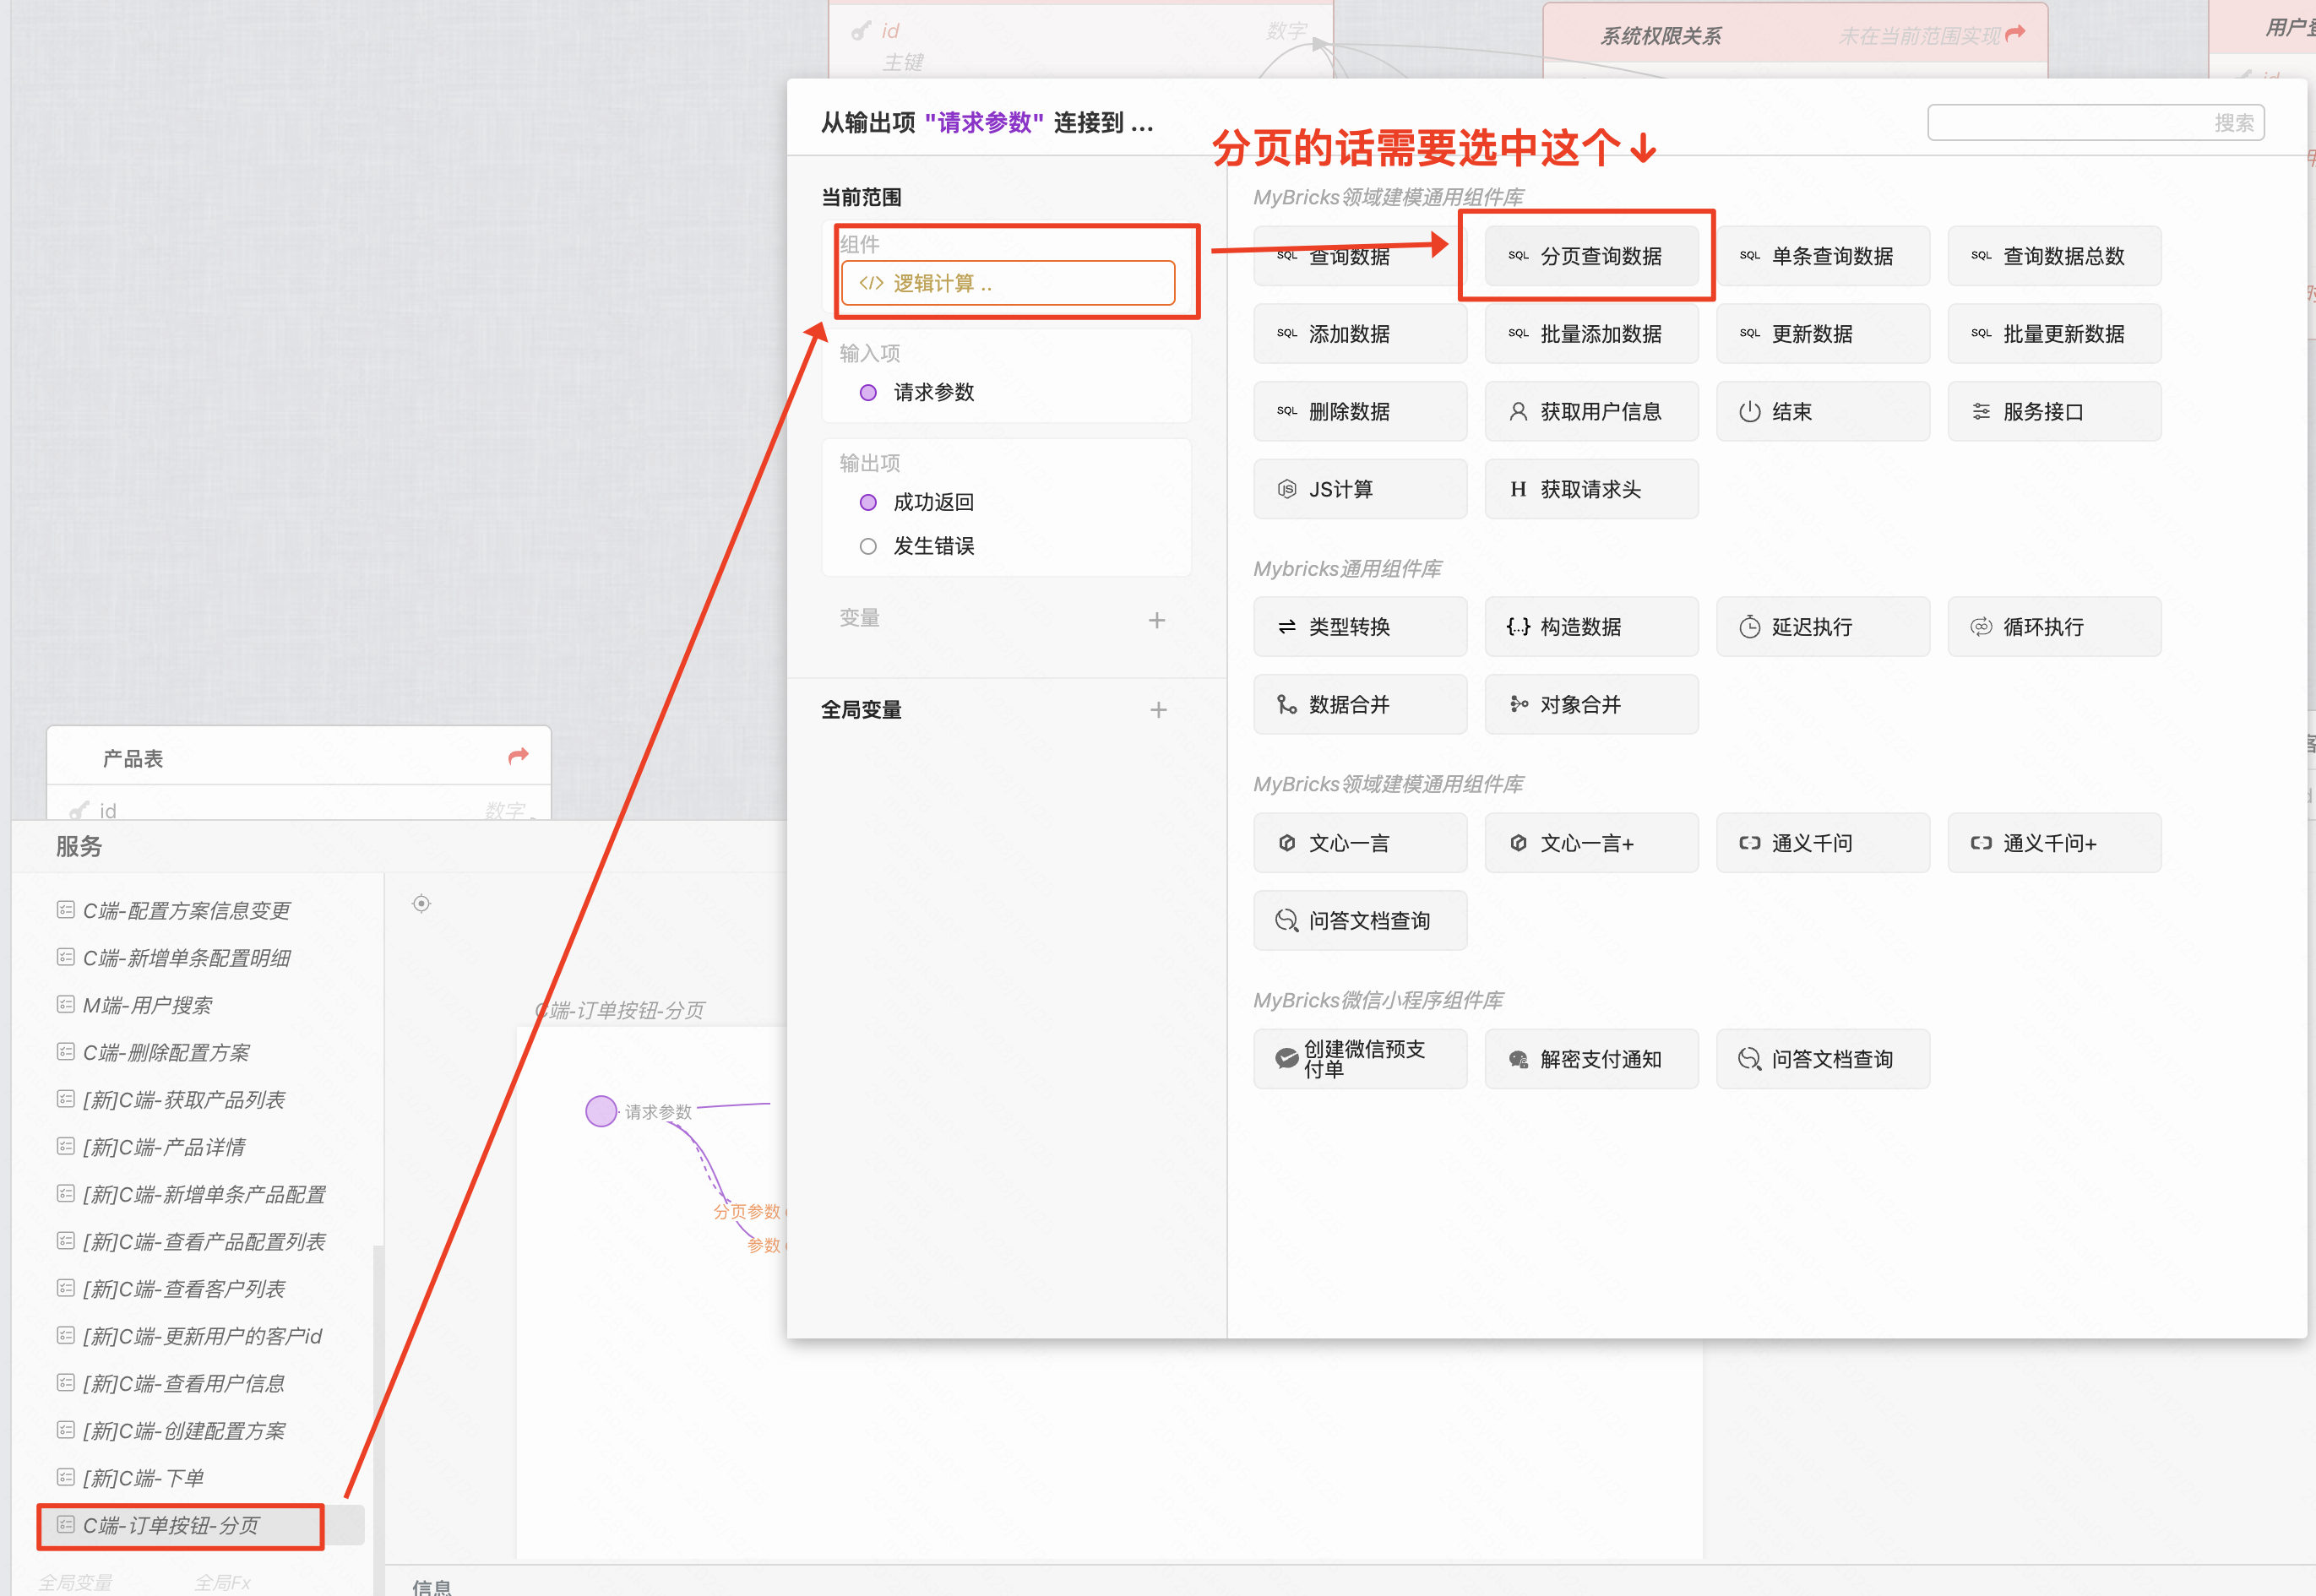 id 数字
主键
系统权限关系 未在当前范围实现
从输出项 "请求参数" 连接到 ...
搜索
分页的话需要选中这个↓
当前范围
组件
</> 逻辑计算 ..
输入项
请求参数
输出项
成功返回
发生错误
变量 +
全局变量 +
MyBricks领域建模通用组件库
SQL 查询数据
SQL 分页查询数据
SQL 单条查询数据
SQL 查询数据总数
SQL 添加数据
SQL 批量添加数据
SQL 更新数据
SQL 批量更新数据
SQL 删除数据
获取用户信息
结束
服务接口
JS计算
H 获取请求头
Mybricks通用组件库
类型转换
{...} 构造数据
延迟执行
循环执行
数据合并
对象合并
MyBricks领域建模通用组件库
文心一言
文心一言+
通义千问
通义千问+
问答文档查询
MyBricks微信小程序组件库
创建微信预支
付单
解密支付通知
问答文档查询
产品表
id 数字
服务
C端-配置方案信息变更
C端-新增单条配置明细
M端-用户搜索
C端-删除配置方案
[新]C端-获取产品列表
[新]C端-产品详情
[新]C端-新增单条产品配置
[新]C端-查看产品配置列表
[新]C端-查看客户列表
[新]C端-更新用户的客户id
[新]C端-查看用户信息
[新]C端-创建配置方案
[新]C端-下单
C端-订单按钮-分页
全局变量 全局Fx
C端-订单按钮-分页
请求参数
分页参数
参数
信息